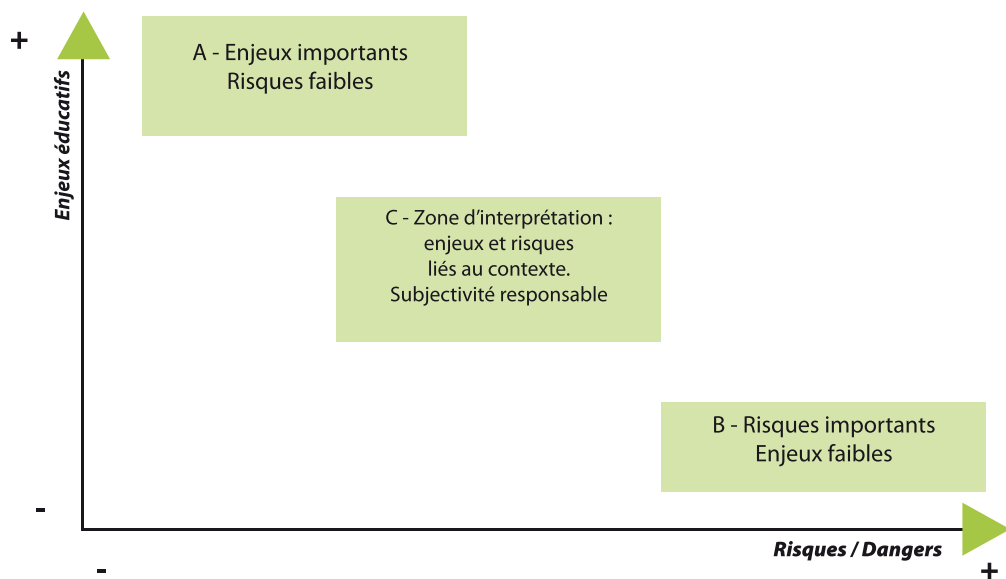 +
Enjeux éducatifs
A - Enjeux importants
Risques faibles
C - Zone d’interprétation :
enjeux et risques
liés au contexte.
Subjectivité responsable
B - Risques importants
Enjeux faibles
-
Risques / Dangers
-
+